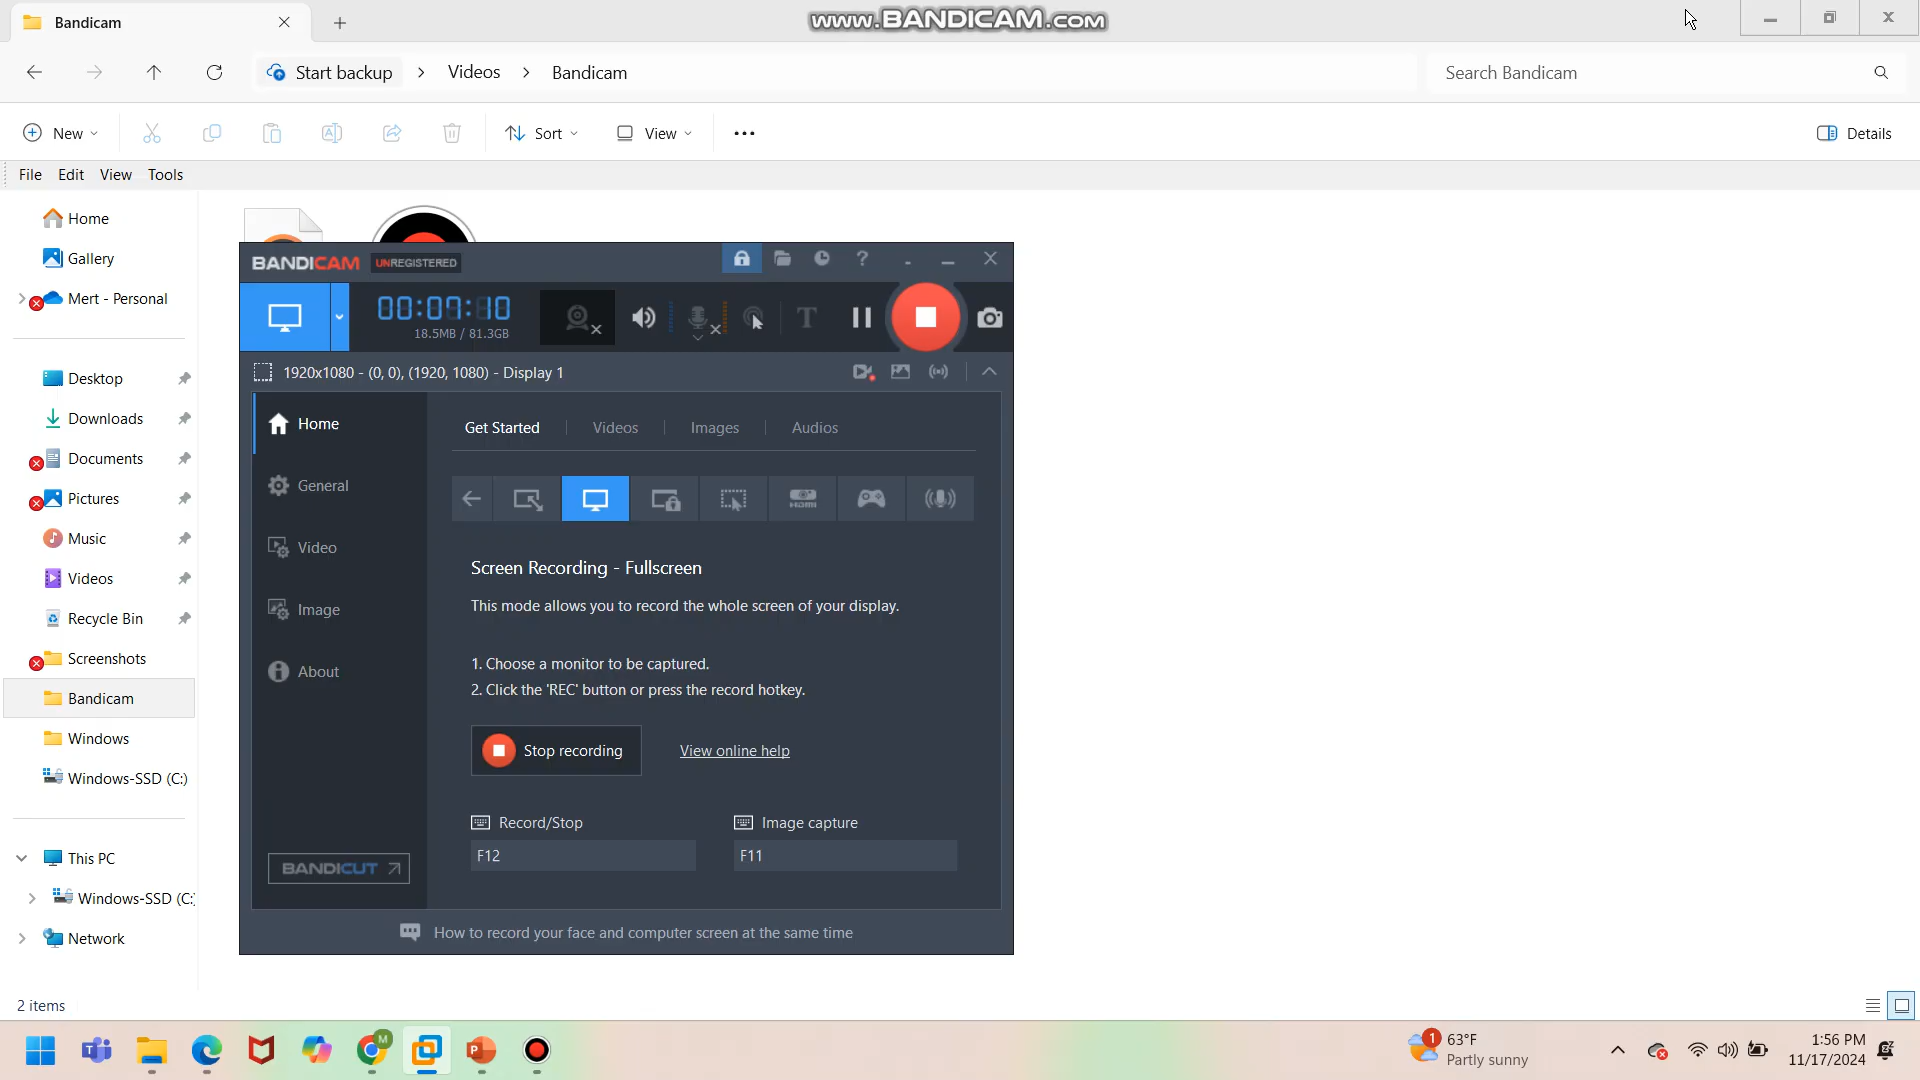 Bandicam
www.BANDICAM.com
Start backup
Videos
Bandicam
Search Bandicam
New
Sort
View
Details
File
Edit
View
Tools
Home
Gallery
Mert - Personal
Desktop
Downloads
Documents
Pictures
Music
Videos
Recycle Bin
Screenshots
Bandicam
Windows
Windows-SSD (C:)
This PC
Windows-SSD (C:
Network
2 items
BANDICAM UNREGISTERED
00:07:10
18.5MB / 81.3GB
T
1920x1080 - (0, 0), (1920, 1080) - Display 1
Home
General
Video
Image
About
BANDICUT
Get Started
Videos
Images
Audios
HDMI
Screen Recording - Fullscreen
This mode allows you to record the whole screen of your display.
1. Choose a monitor to be captured.
2. Click the 'REC' button or press the record hotkey.
Stop recording
View online help
Record/Stop
Image capture
F12
F11
How to record your face and computer screen at the same time
M
1
63°F
Partly sunny
1:56 PM
11/17/2024